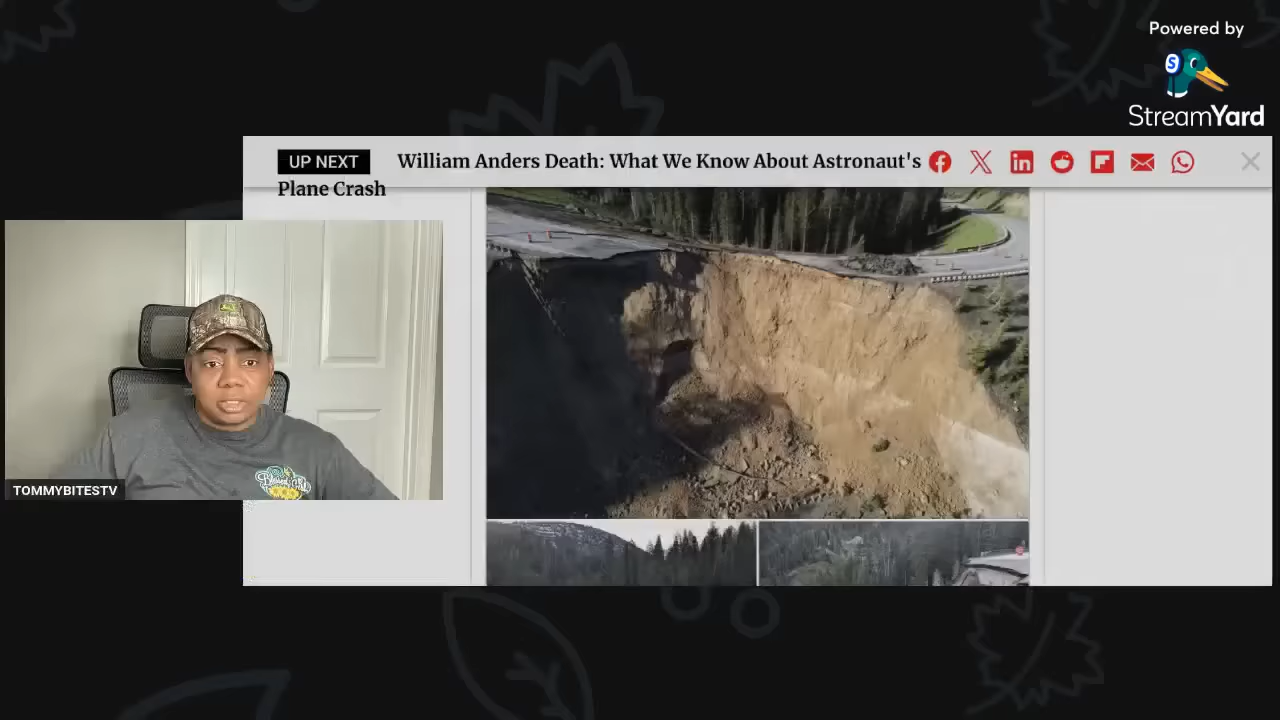 Powered by
StreamYard
UP NEXT William Anders Death: What We Know About Astronaut's
Plane Crash
TOMMYBITESTV